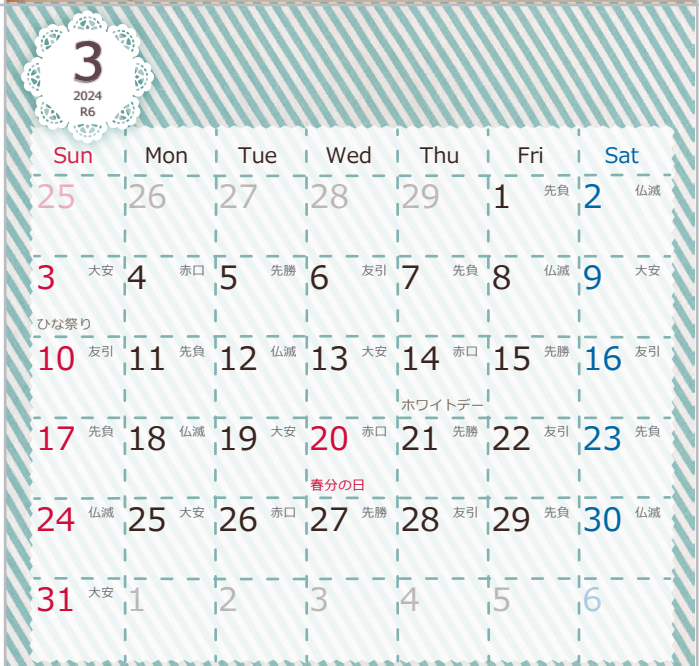 3
2024
R6
Sun Mon Tue Wed Thu Fri Sat
25 26 27 28 29 1 先負 2 仏滅
3 大安 4 赤口 5 先勝 6 友引 7 先負 8 仏滅 9 大安
ひな祭り
10 友引 11 先負 12 仏滅 13 大安 14 赤口 15 先勝 16 友引
ホワイトデー
17 先負 18 仏滅 19 大安 20 赤口 21 先勝 22 友引 23 先負
春分の日
24 仏滅 25 大安 26 赤口 27 先勝 28 友引 29 先負 30 仏滅
31 大安 1 2 3 4 5 6